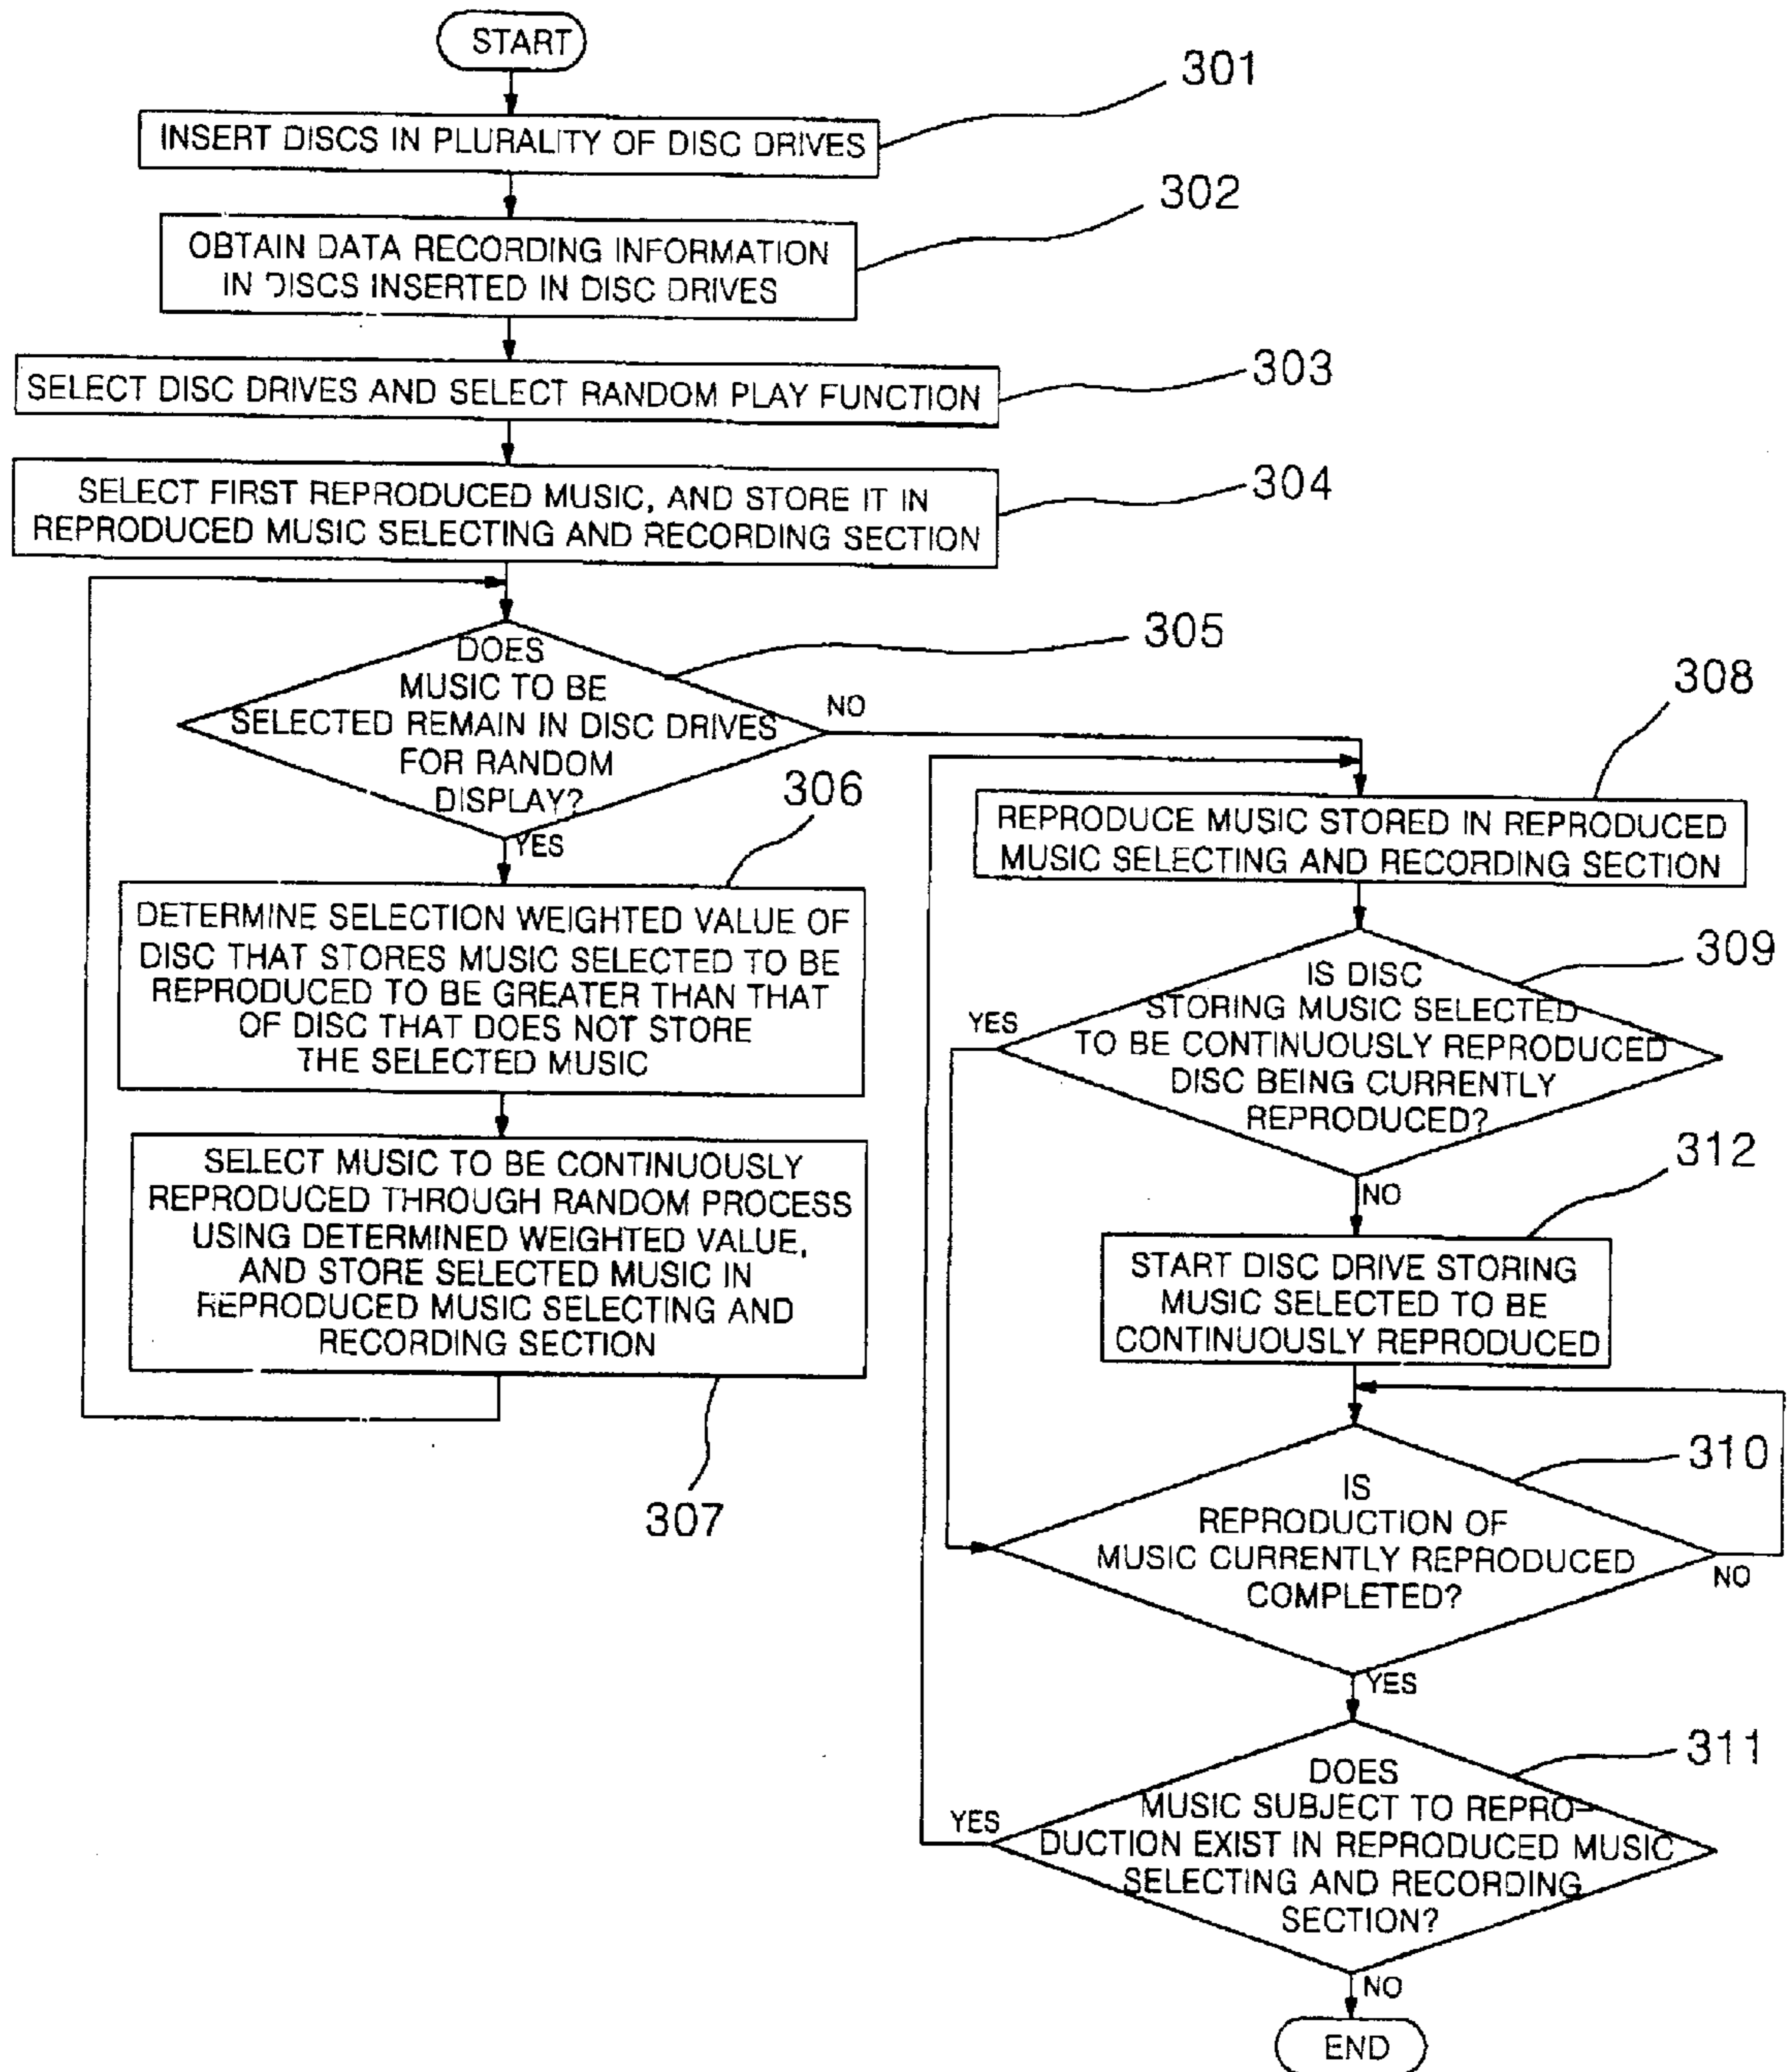 START
301
INSERT DISCS IN PLURALITY OF DISC DRIVES
302
OBTAIN DATA RECORDING INFORMATION
IN DISCS INSERTED IN DISC DRIVES
303
SELECT DISC DRIVES AND SELECT RANDOM PLAY FUNCTION
304
SELECT FIRST REPRODUCED MUSIC, AND STORE IT IN
REPRODUCED MUSIC SELECTING AND RECORDING SECTION
305
DOES
MUSIC TO BE
SELECTED REMAIN IN DISC DRIVES
FOR RANDOM
DISPLAY?
NO
YES
306
DETERMINE SELECTION WEIGHTED VALUE OF
DISC THAT STORES MUSIC SELECTED TO BE
REPRODUCED TO BE GREATER THAN THAT
OF DISC THAT DOES NOT STORE
THE SELECTED MUSIC
SELECT MUSIC TO BE CONTINUOUSLY
REPRODUCED THROUGH RANDOM PROCESS
USING DETERMINED WEIGHTED VALUE,
AND STORE SELECTED MUSIC IN
REPRODUCED MUSIC SELECTING AND
RECORDING SECTION
307
308
REPRODUCE MUSIC STORED IN REPRODUCED
MUSIC SELECTING AND RECORDING SECTION
309
IS DISC
STORING MUSIC SELECTED
TO BE CONTINUOUSLY REPRODUCED
DISC BEING CURRENTLY
REPRODUCED?
YES
NO
312
START DISC DRIVE STORING
MUSIC SELECTED TO BE
CONTINUOUSLY REPRODUCED
310
IS
REPRODUCTION OF
MUSIC CURRENTLY REPRODUCED
COMPLETED?
NO
YES
311
DOES
MUSIC SUBJECT TO REPRO-
DUCTION EXIST IN REPRODUCED MUSIC
SELECTING AND RECORDING
SECTION?
YES
NO
END